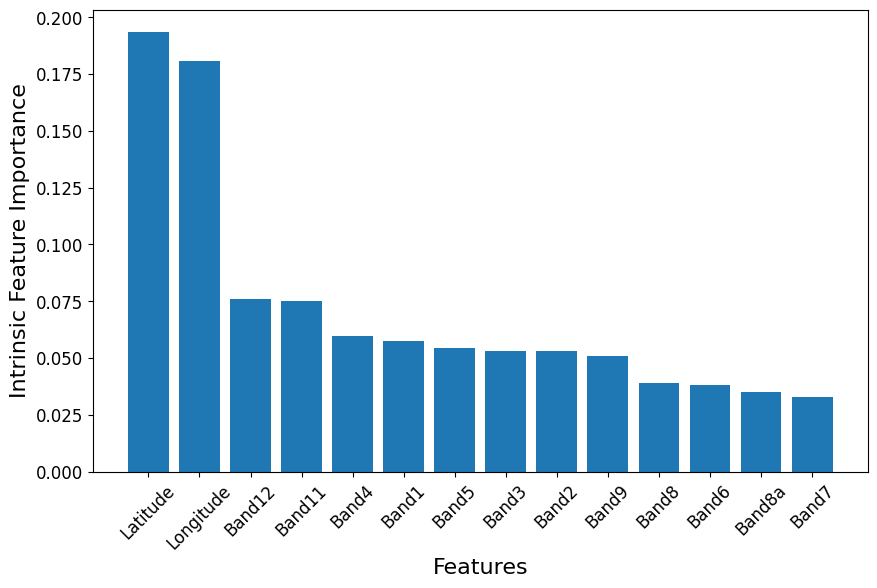 Intrinsic Feature Importance
0.200
0.175
0.150
0.125
0.100
0.075
0.050
0.025
0.000
Latitude
Longitude
Band12
Band11
Band4
Band1
Band5
Band3
Band2
Band9
Band8
Band6
Band8a
Band7
Features